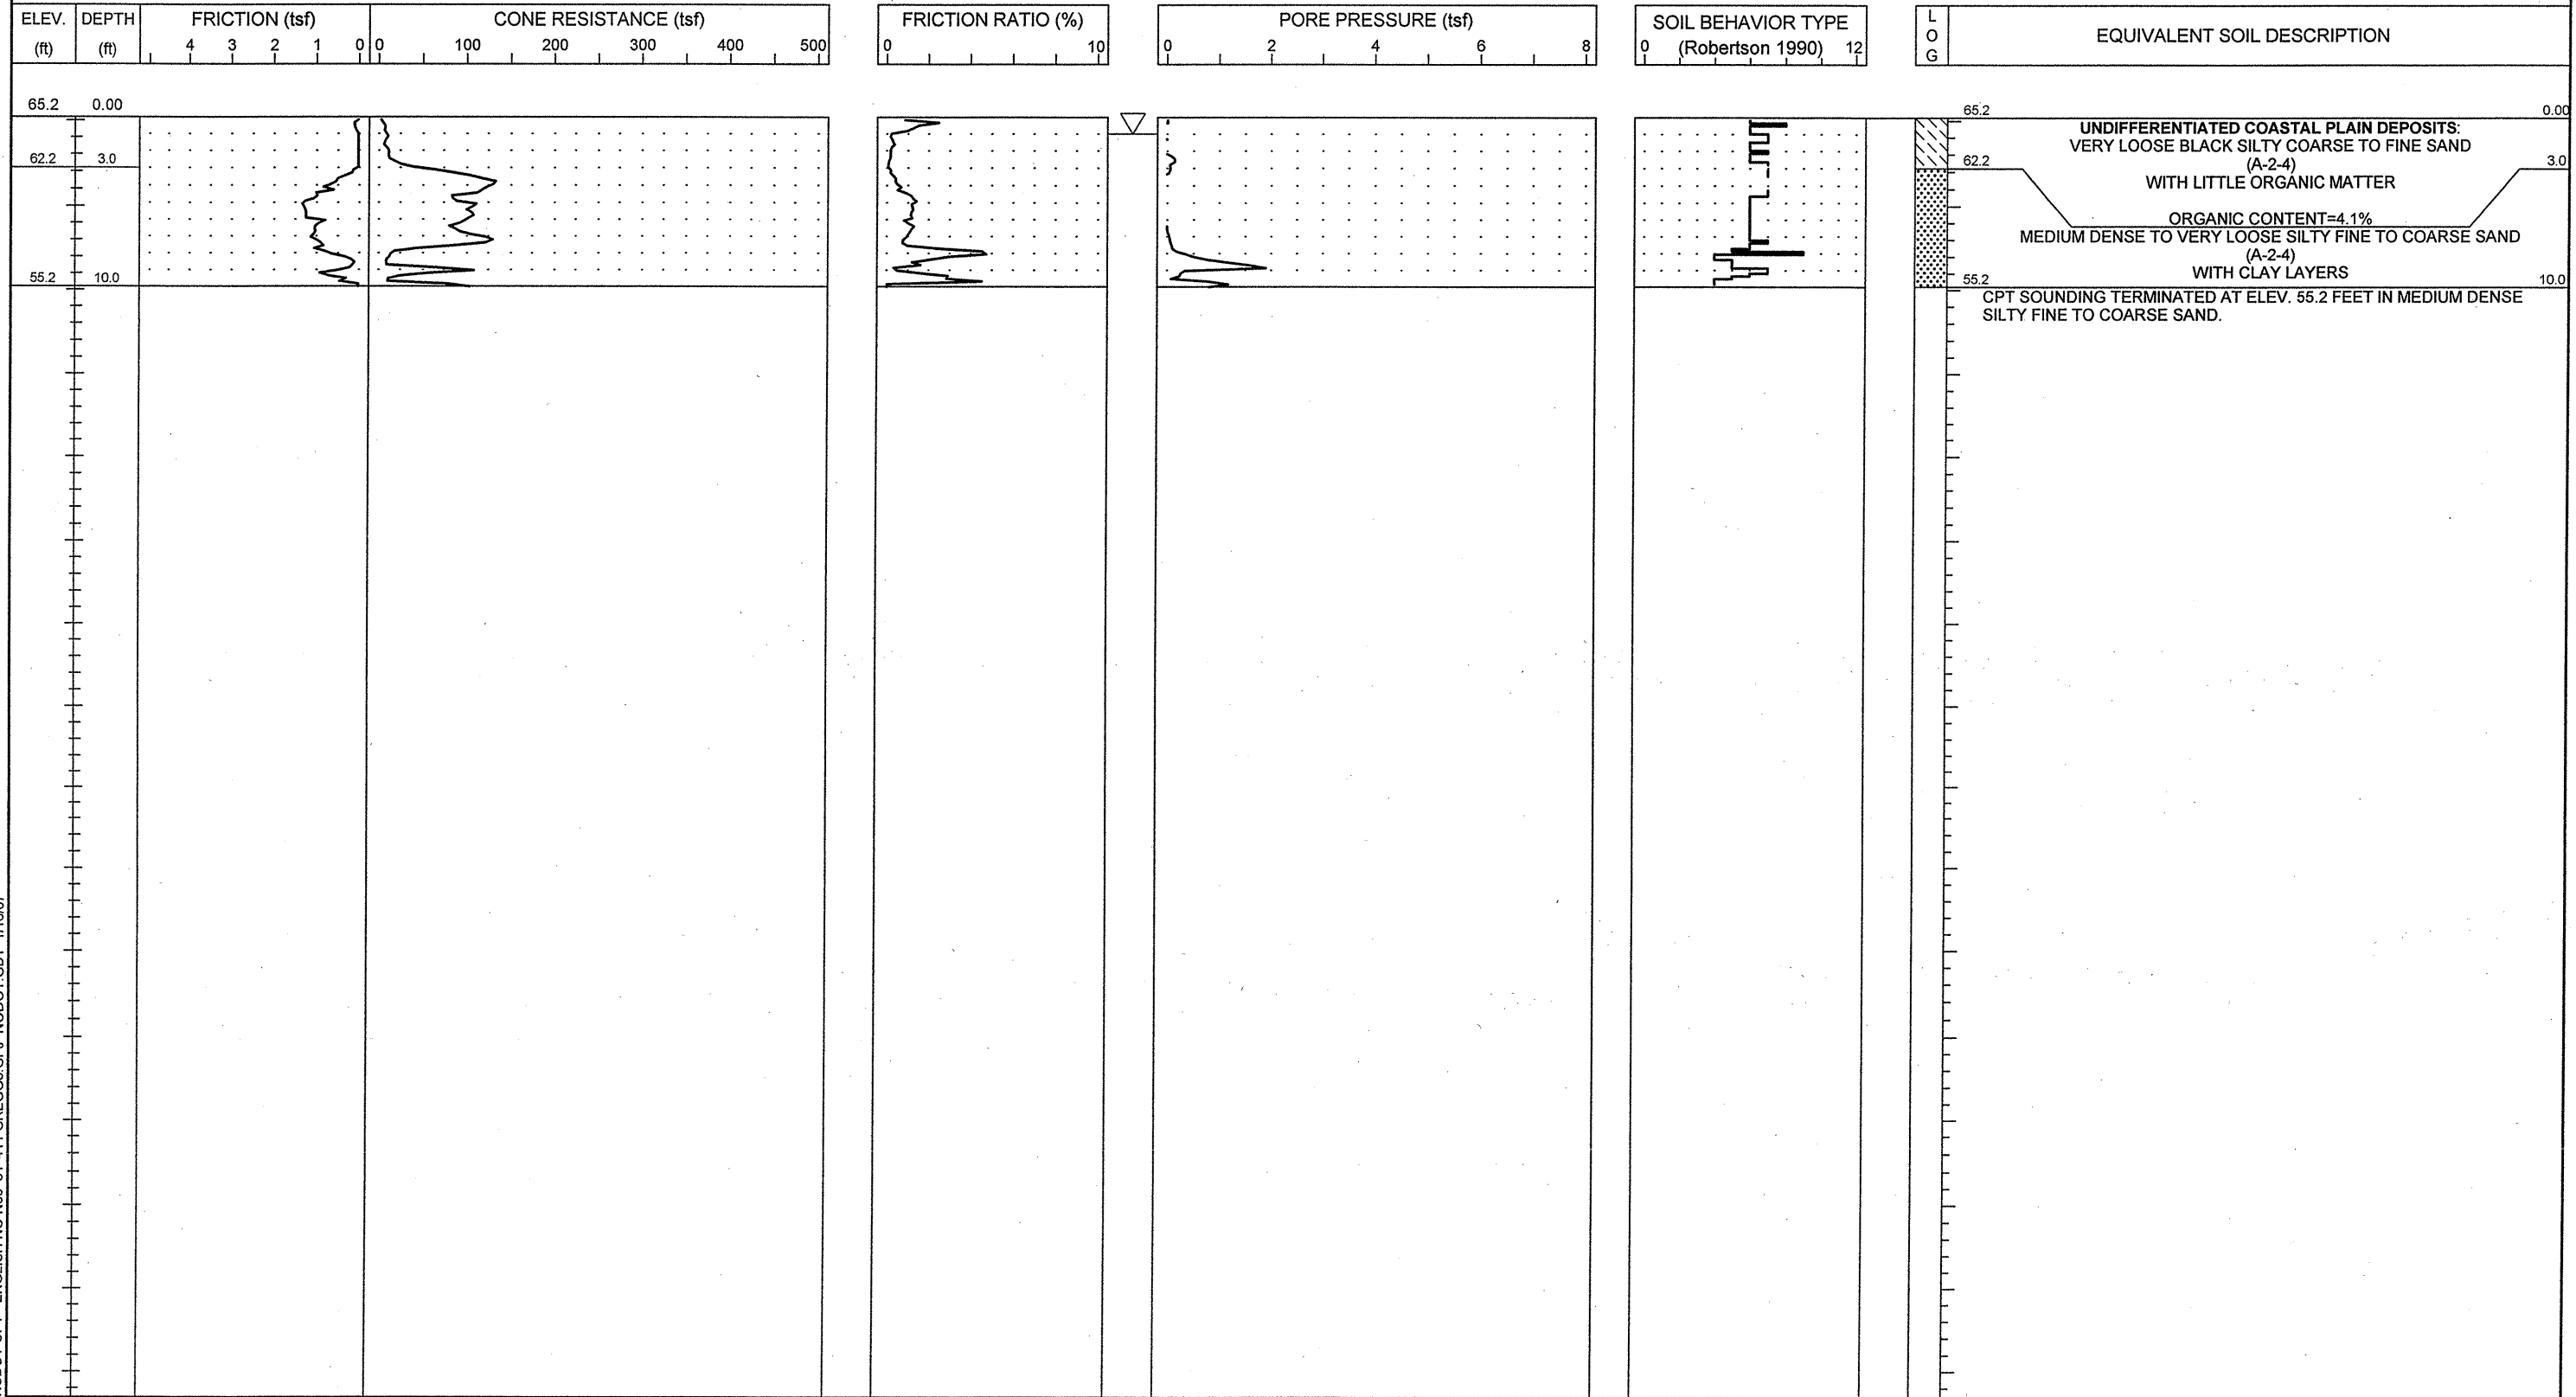 ELEV.
(ft)
DEPTH
(ft)
FRICTION (tsf)
4 3 2 1 0
CONE RESISTANCE (tsf)
0 100 200 300 400 500
FRICTION RATIO (%)
0 10
PORE PRESSURE (tsf)
0 2 4 6 8
SOIL BEHAVIOR TYPE
(Robertson 1990)
0 12
L
O
G
EQUIVALENT SOIL DESCRIPTION
65.2 0.00
62.2 3.0
55.2 10.0
65.2 0.00
UNDIFFERENTIATED COASTAL PLAIN DEPOSITS:
VERY LOOSE BLACK SILTY COARSE TO FINE SAND
(A-2-4)
62.2 3.0
WITH LITTLE ORGANIC MATTER
ORGANIC CONTENT=4.1%
MEDIUM DENSE TO VERY LOOSE SILTY FINE TO COARSE SAND
(A-2-4)
WITH CLAY LAYERS
55.2 10.0
CPT SOUNDING TERMINATED AT ELEV. 55.2 FEET IN MEDIUM DENSE
SILTY FINE TO COARSE SAND.